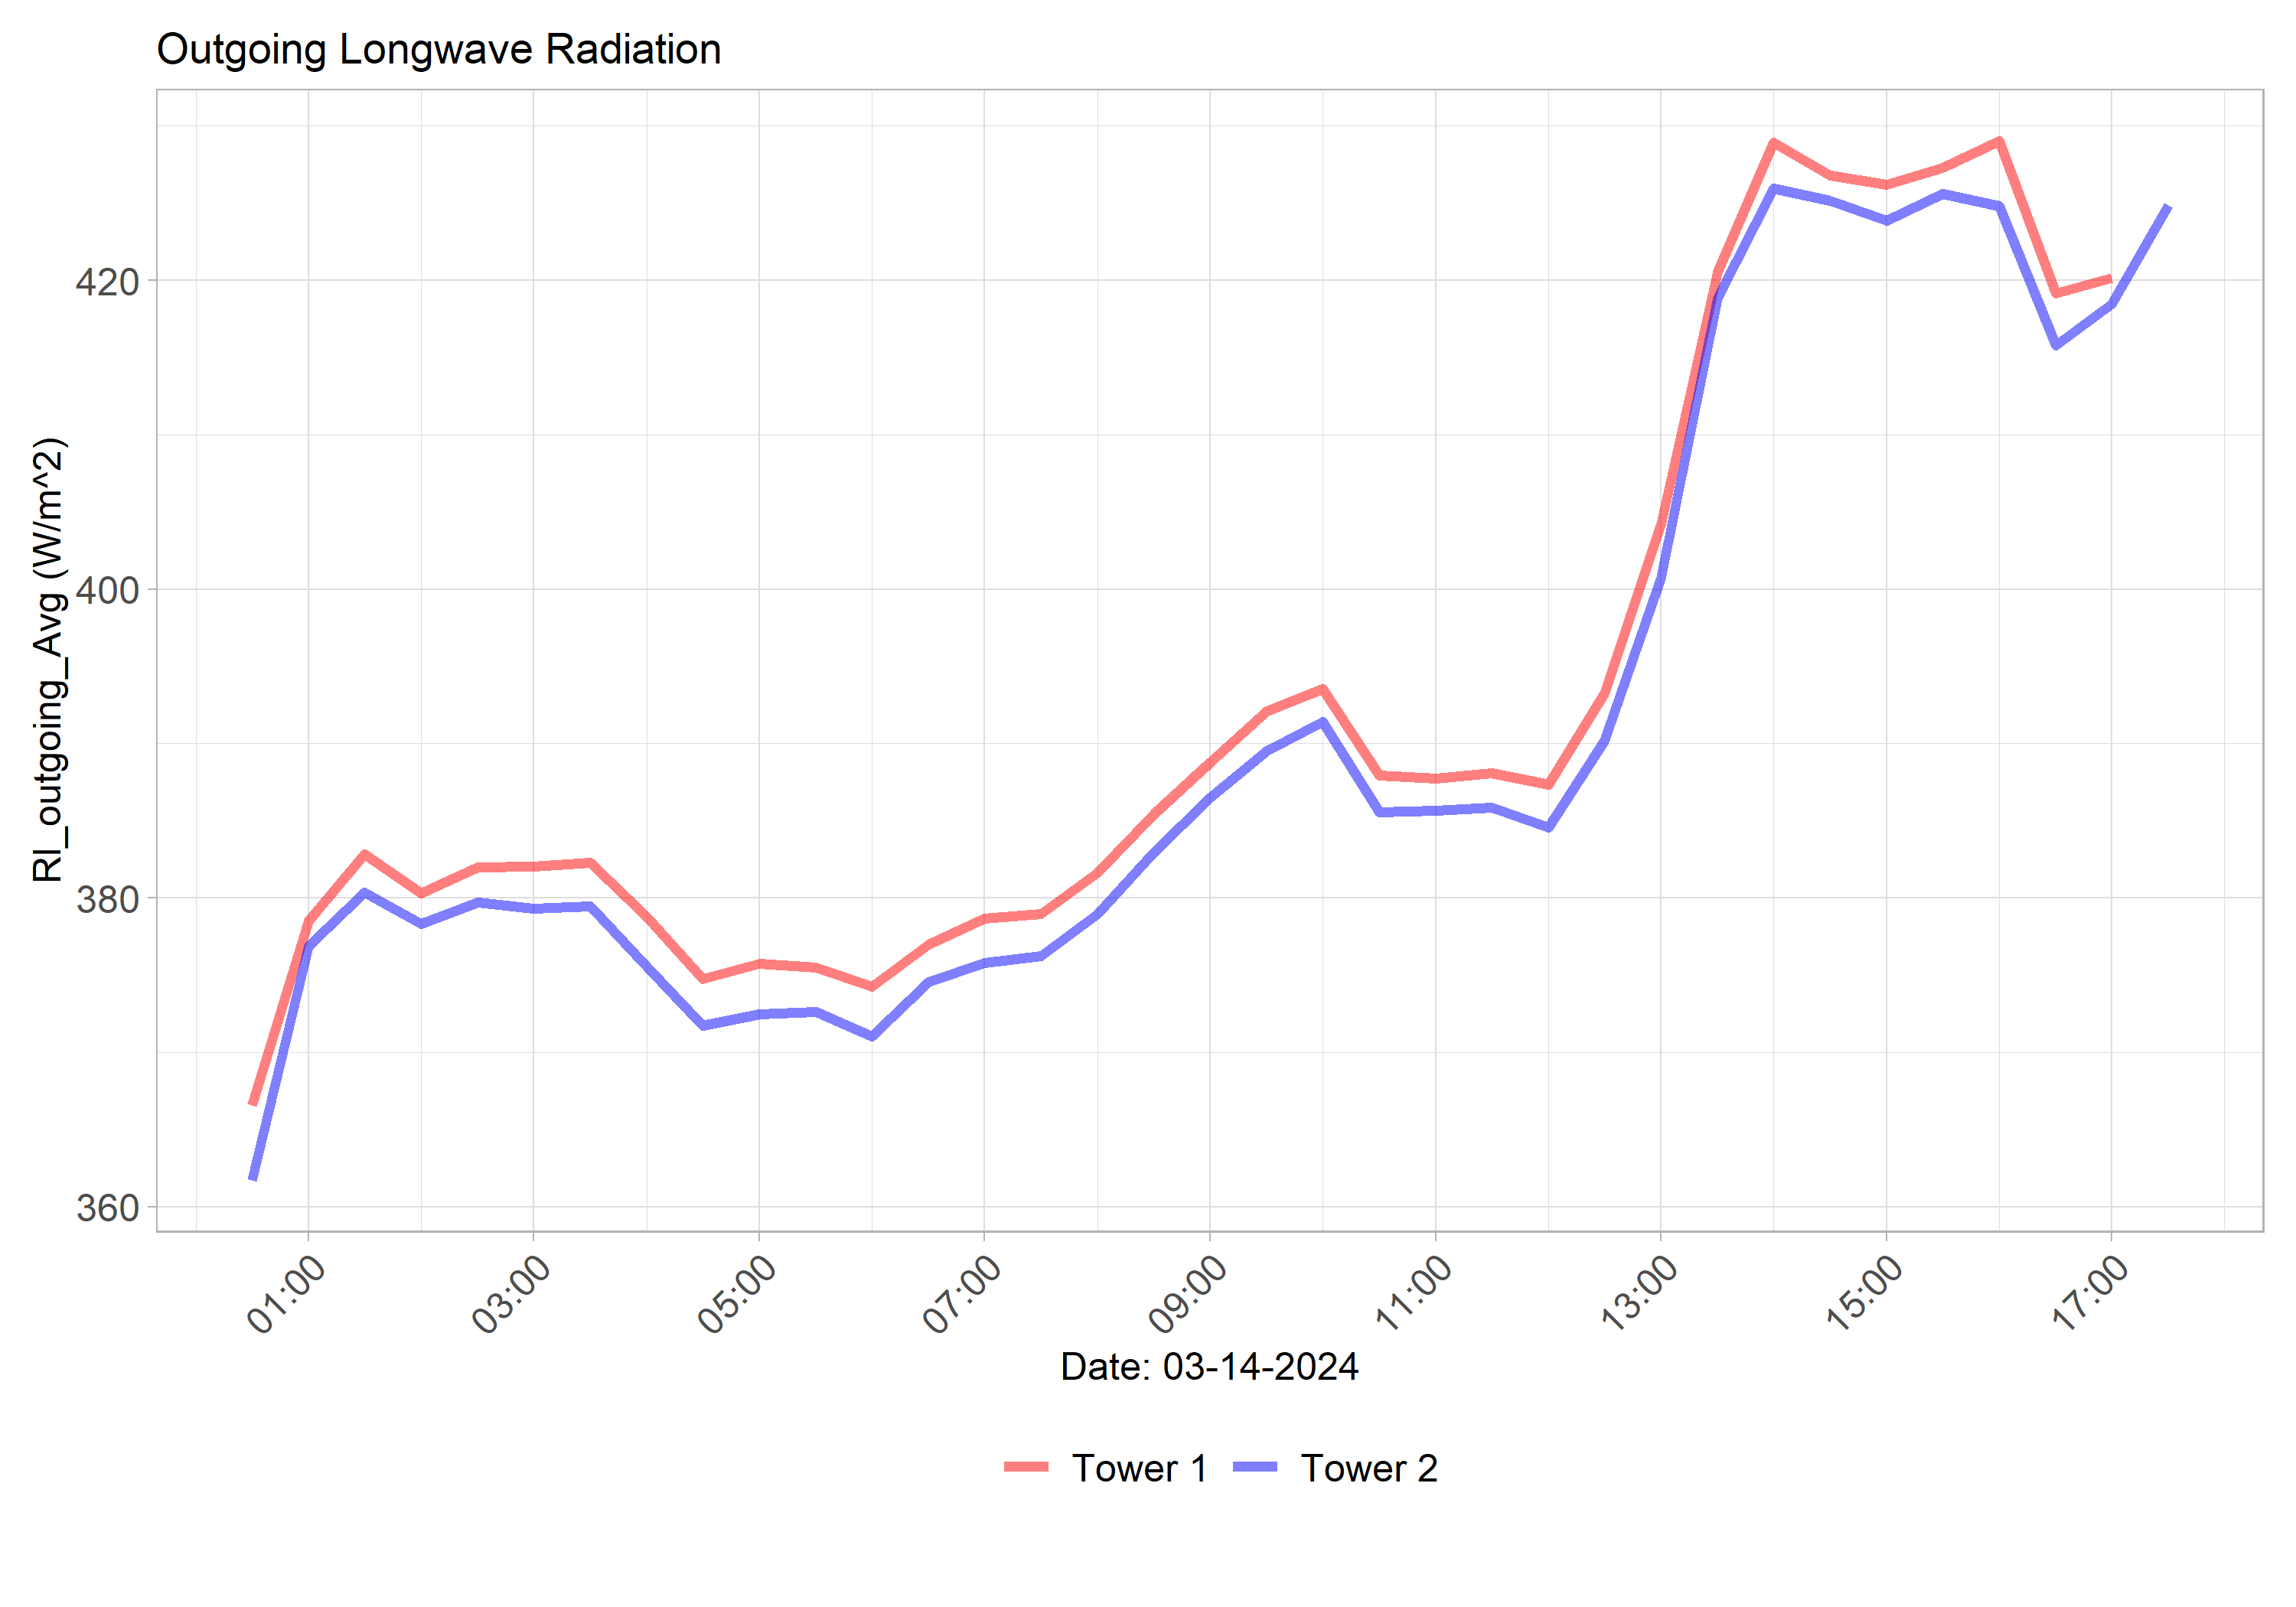 Outgoing Longwave Radiation
Rl_outgoing_Avg (W/m^2)
420
400
380
360
01:00 03:00 05:00 07:00 09:00 11:00 13:00 15:00 17:00
Date: 03-14-2024
Tower 1 Tower 2